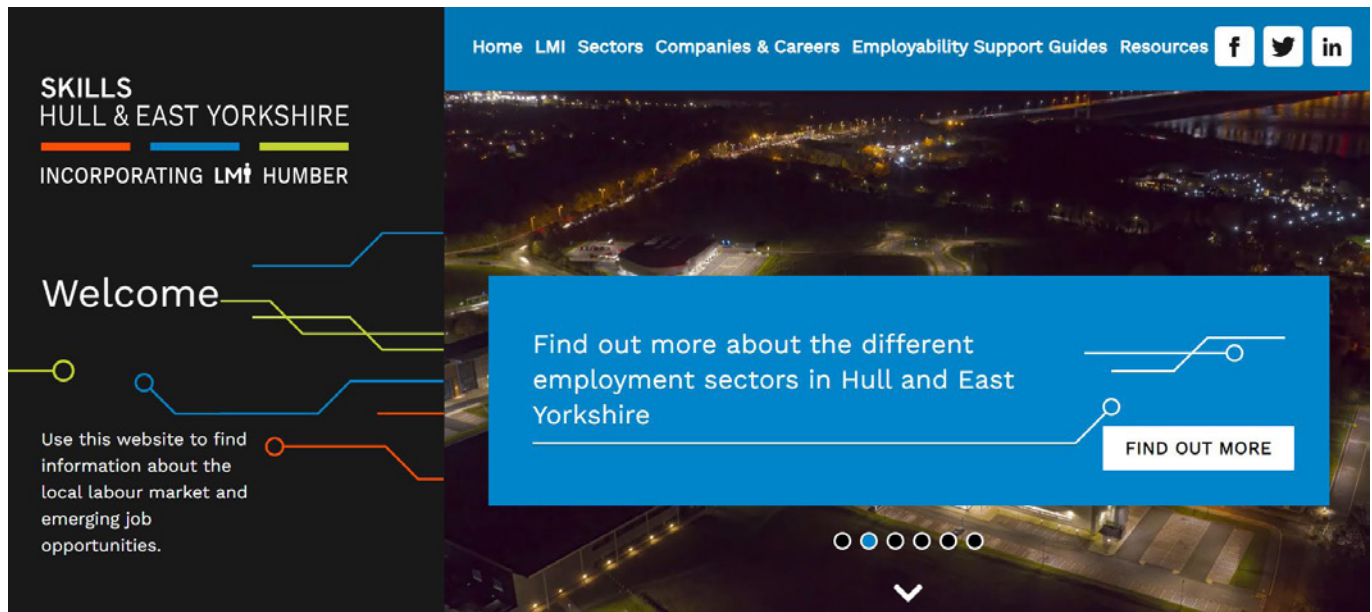 SKILLS
HULL & EAST YORKSHIRE
INCORPORATING LMI HUMBER
Welcome
Use this website to find
information about the
local labour market and
emerging job
opportunities.
Home LMI Sectors Companies & Careers Employability Support Guides Resources f in
Find out more about the different
employment sectors in Hull and East
Yorkshire
FIND OUT MORE